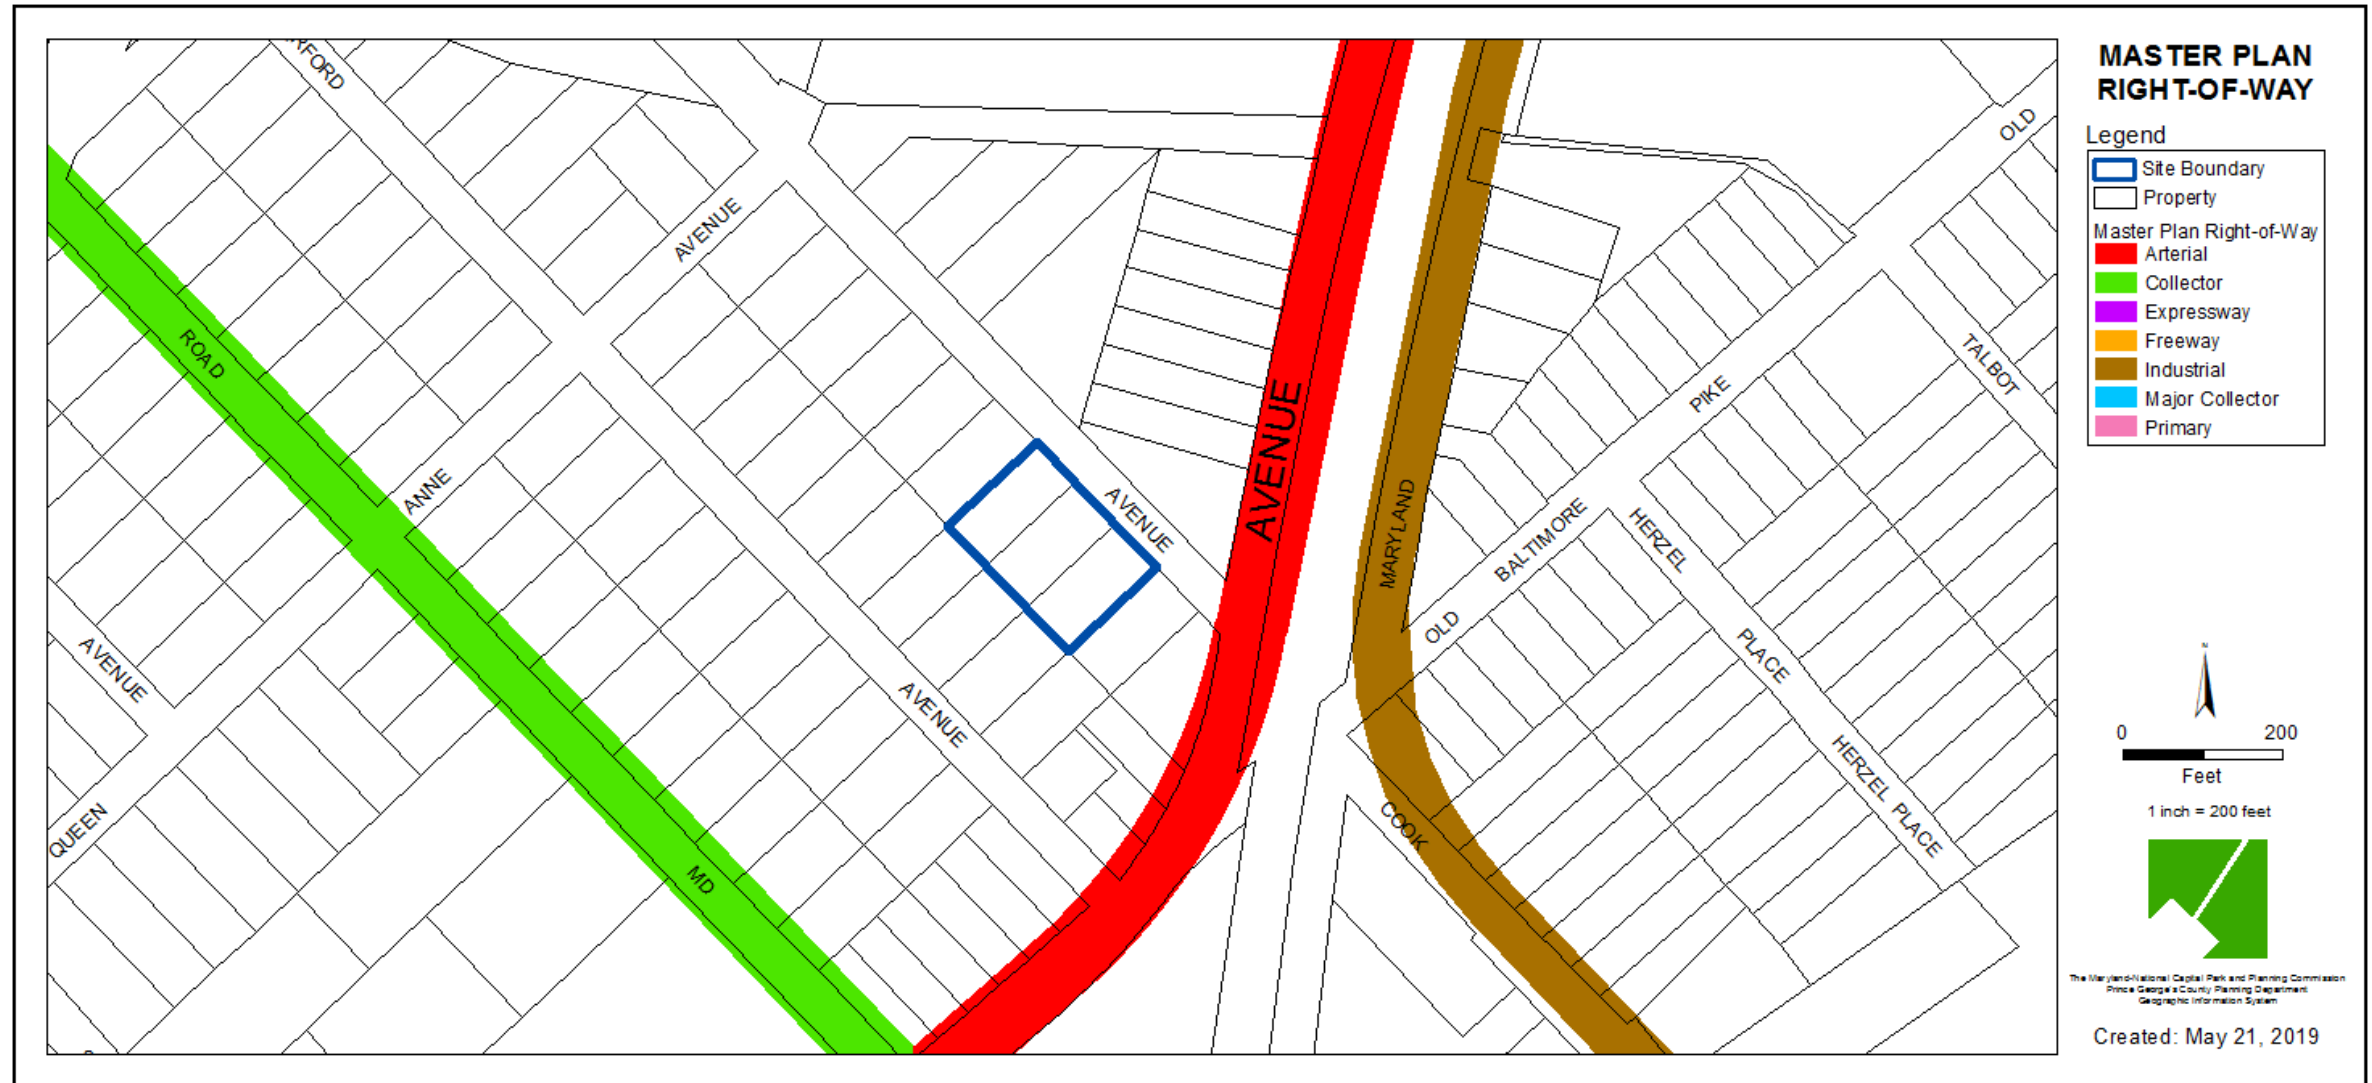 MASTER PLAN
RIGHT-OF-WAY
Legend
Site Boundary
Property
Master Plan Right-of-Way
Arterial
Collector
Expressway
Freeway
Industrial
Major Collector
Primary
RFORD
AVENUE
OLD
ROAD
TALBOT
PIKE
ANNE
AVENUE
AVENUE
MARYLAND
BALTIMORE
HERZEL
OLD
PLACE
AVENUE
AVENUE
HERZEL PLACE
QUEEN
COOK
MD
N
0 200
Feet
1 inch = 200 feet
The Maryland-National Capital Park and Planning Commission
Prince George's County Planning Department
Geographic Information System
Created: May 21, 2019